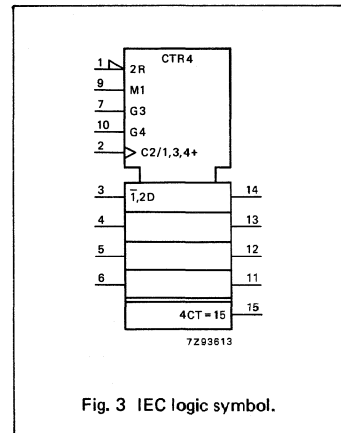 CTR4
1 2R
9 M1
7 G3
10 G4
2 C2/1,3,4+
3 1̅,2D 14
4 13
5 12
6 11
4CT=15 15
7Z93613
Fig. 3 IEC logic symbol.